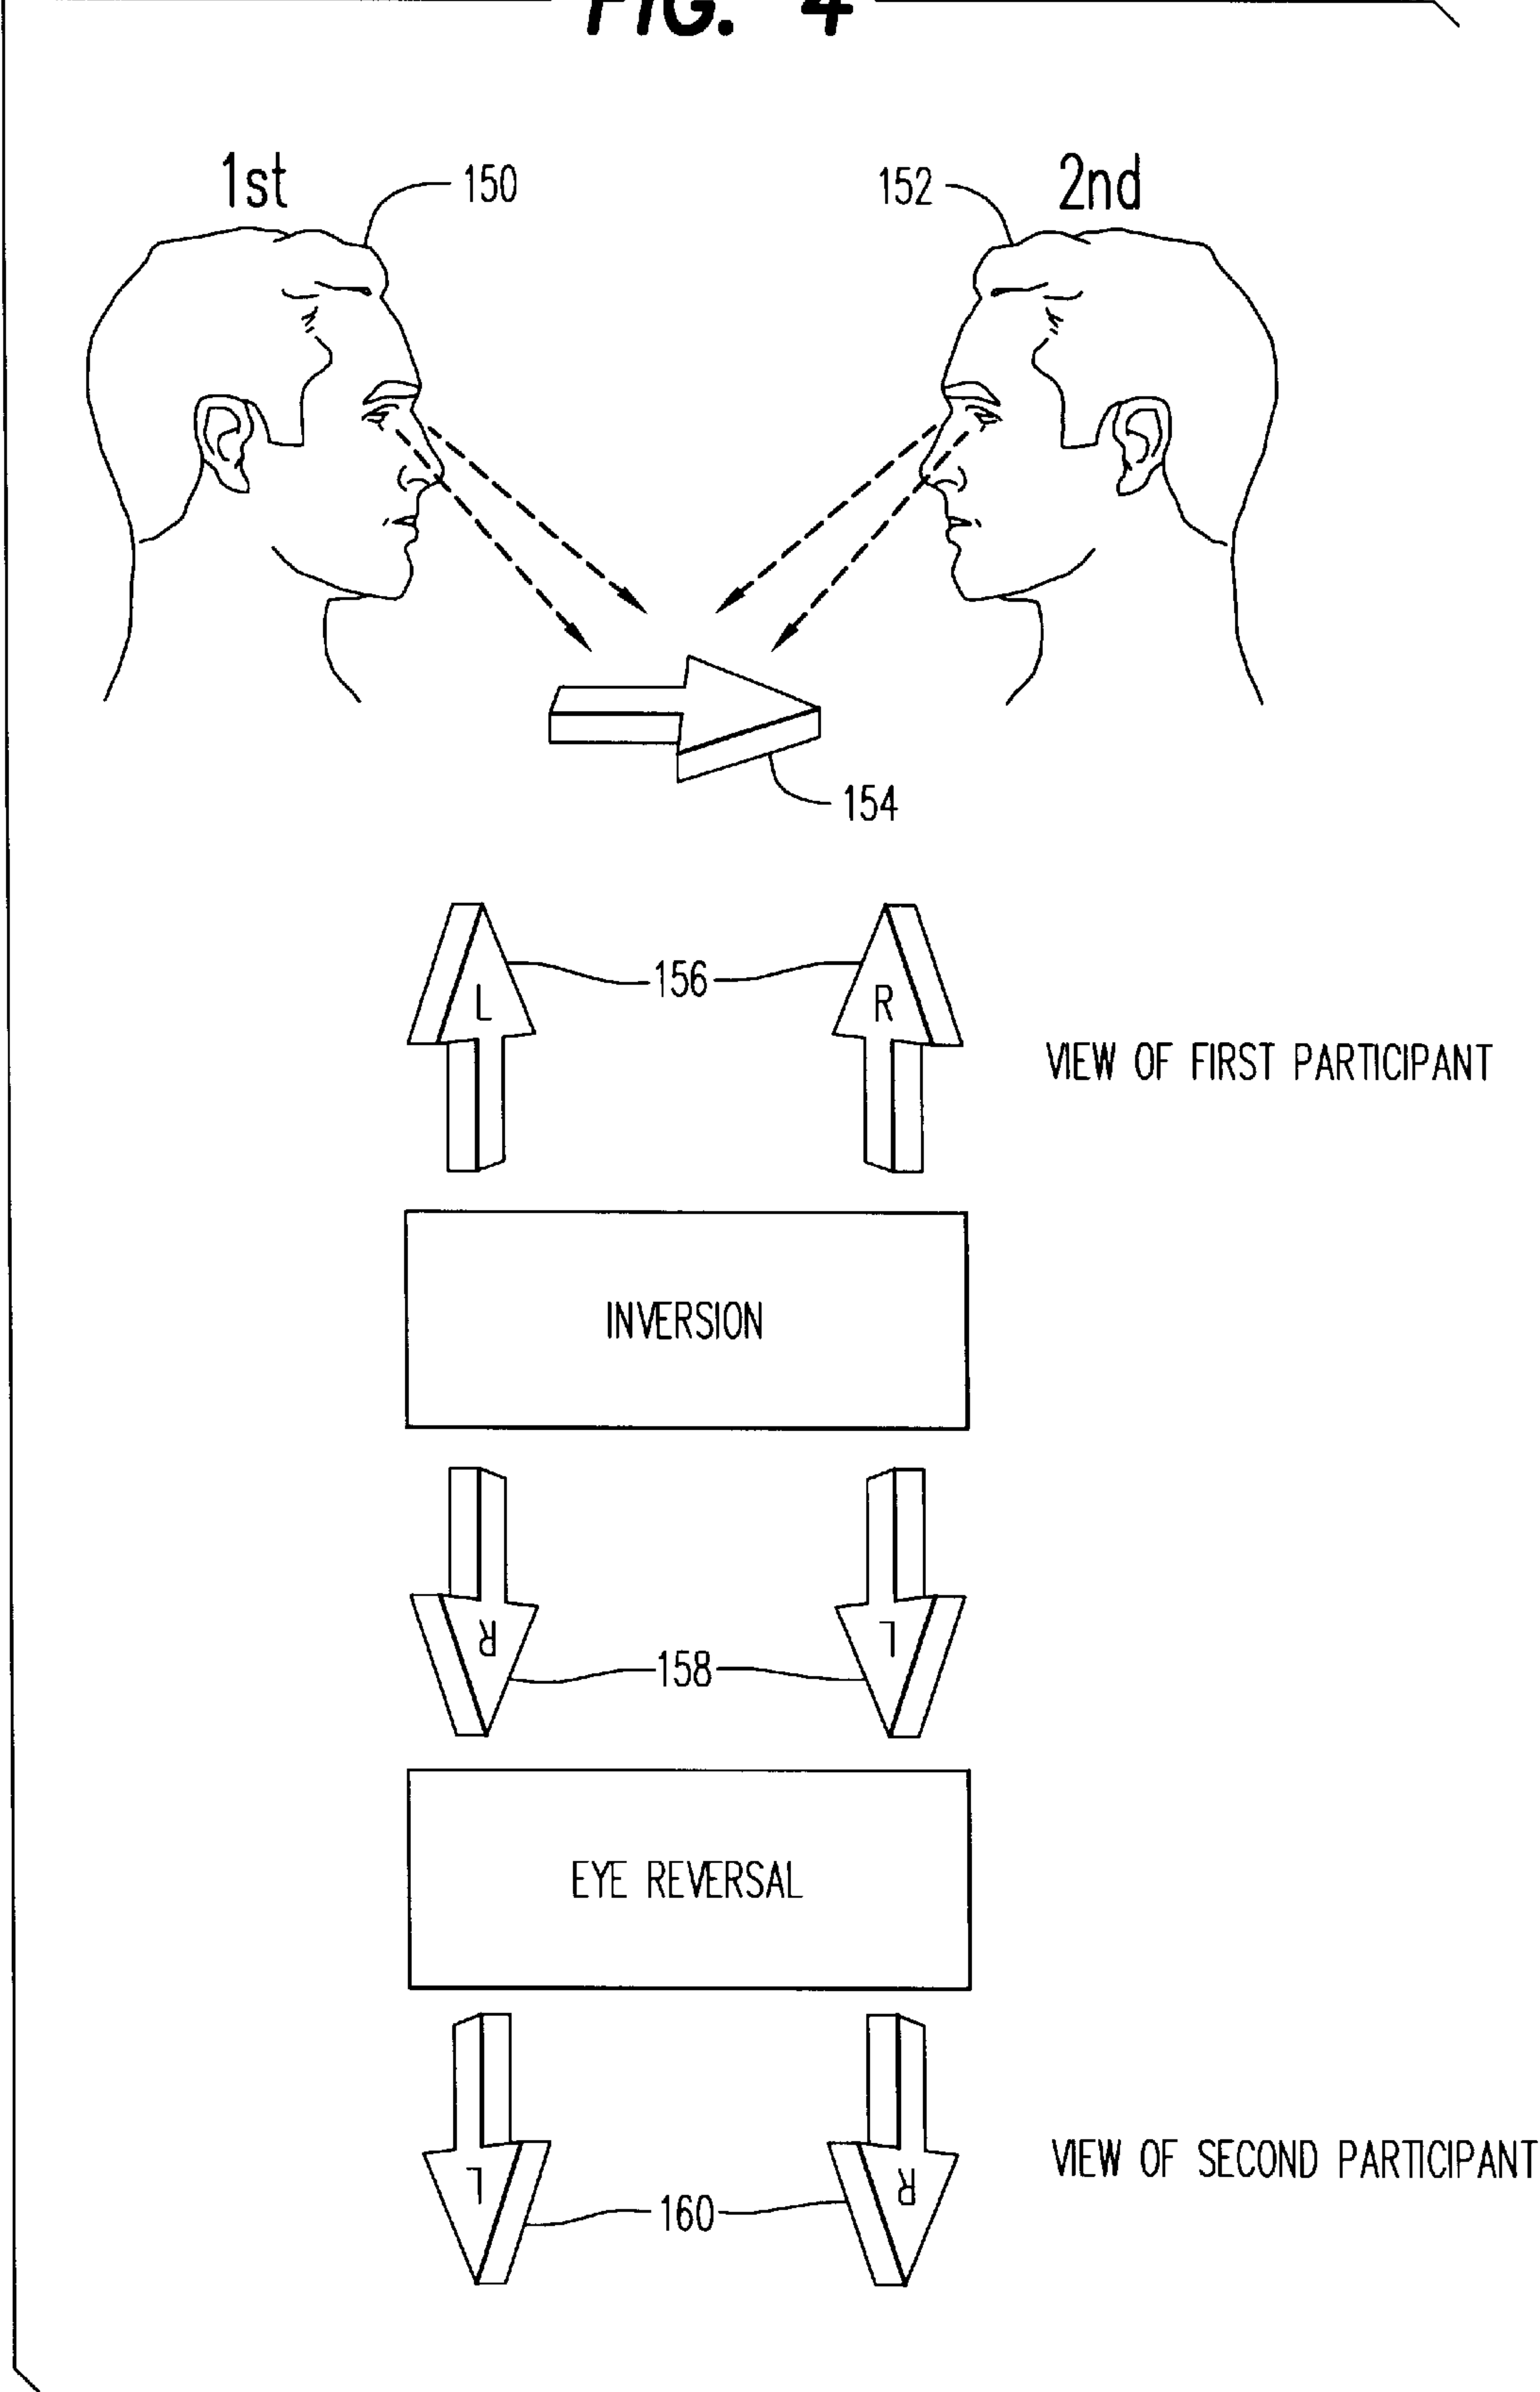 FIG. 4
1st 150 152 2nd
154
L 156 R
VIEW OF FIRST PARTICIPANT
INVERSION
R 158 L
EYE REVERSAL
L 160 R
VIEW OF SECOND PARTICIPANT